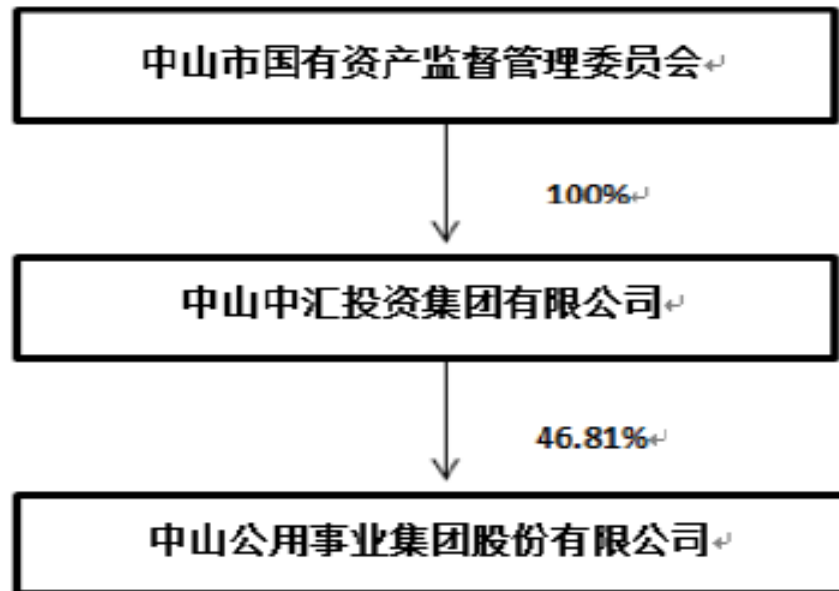 中山市国有资产监督管理委员会
100%
中山中汇投资集团有限公司
46.81%
中山公用事业集团股份有限公司